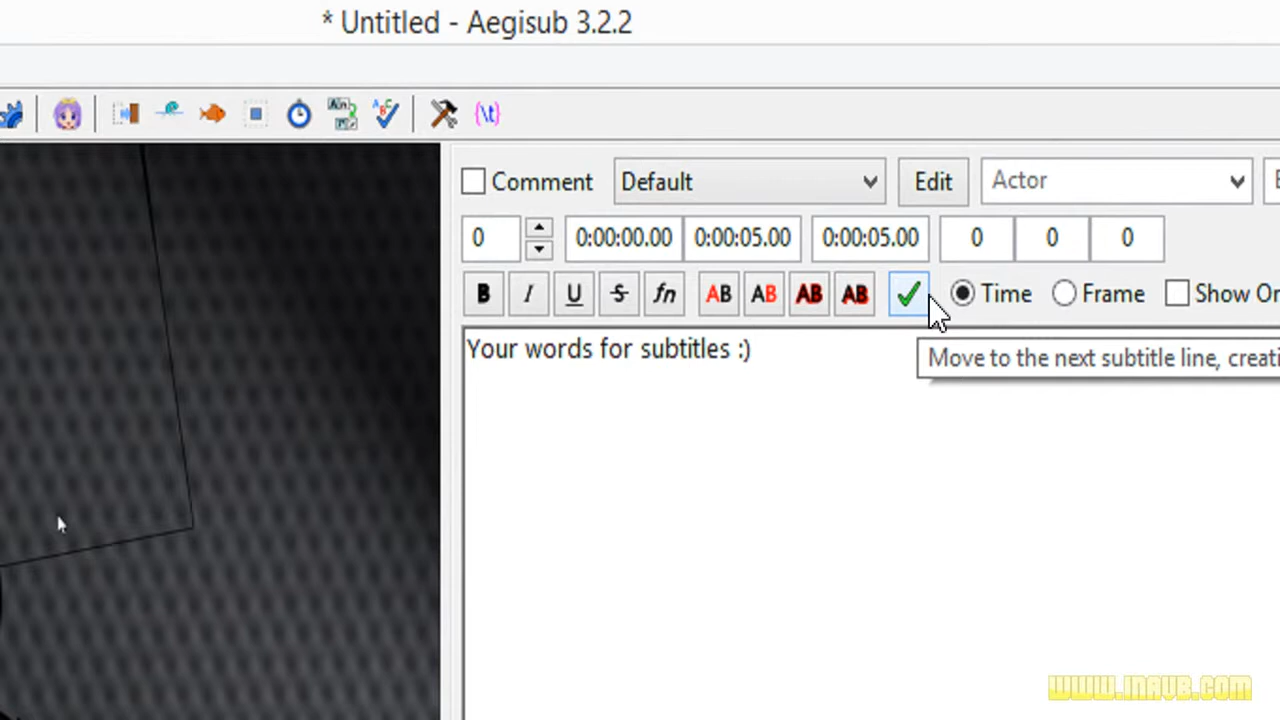 * Untitled - Aegisub 3.2.2
{\t}
Comment Default Edit Actor
0 0:00:00.00 0:00:05.00 0:00:05.00 0 0 0
B I U S fn AB AB AB AB Time Frame Show Or
Your words for subtitles :)
Move to the next subtitle line, creati
www.inavb.com